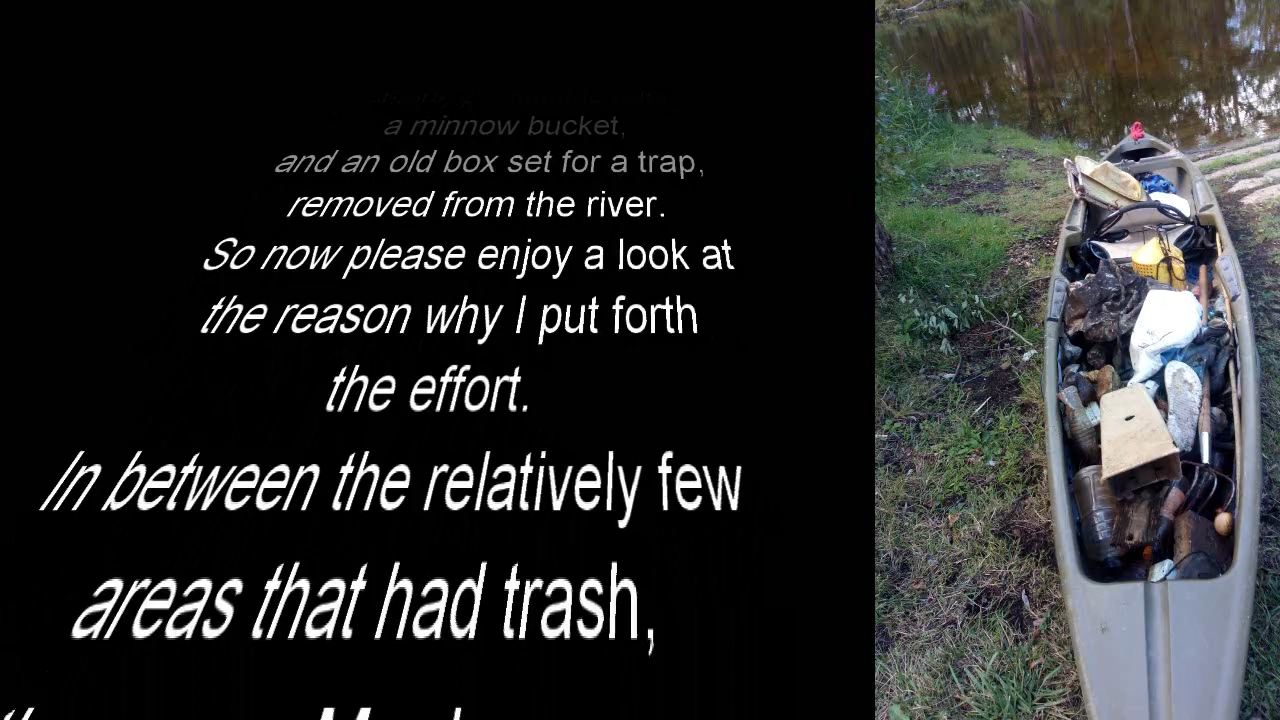 a minnow bucket,
and an old box set for a trap,
removed from the river.
So now please enjoy a look at
the reason why I put forth
the effort.
In between the relatively few
areas that had trash,